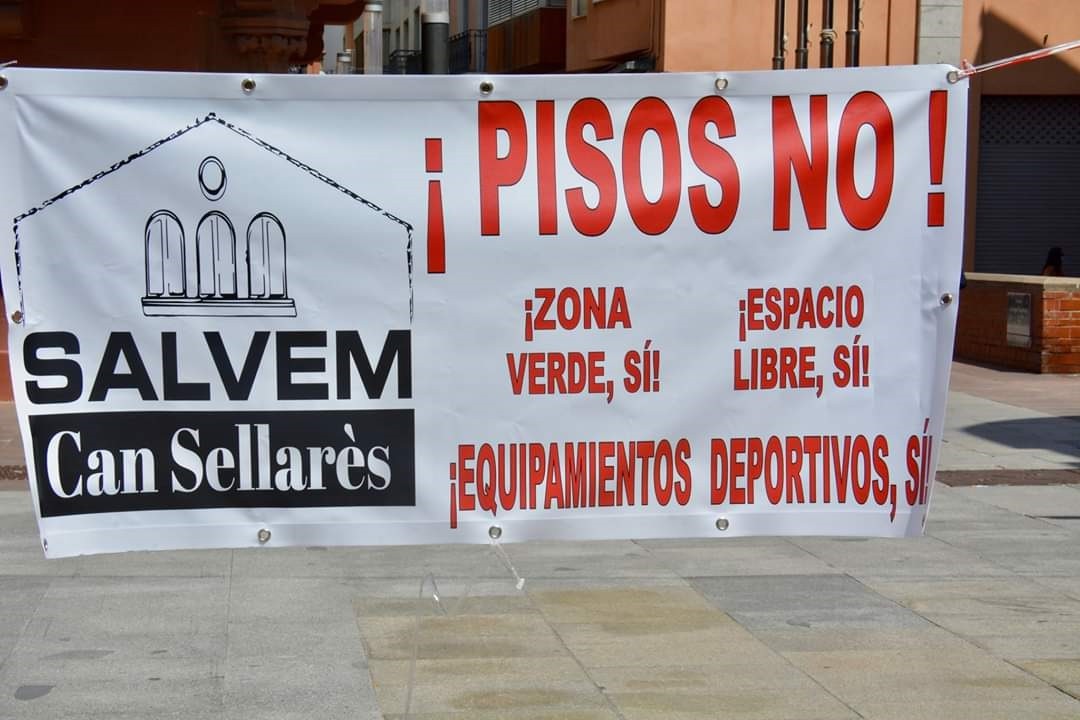 SALVEM
Can Sellarès
¡ PISOS NO !
¡ZONA
VERDE, SÍ!
¡ESPACIO
LIBRE, SÍ!
¡EQUIPAMIENTOS DEPORTIVOS, SÍ!